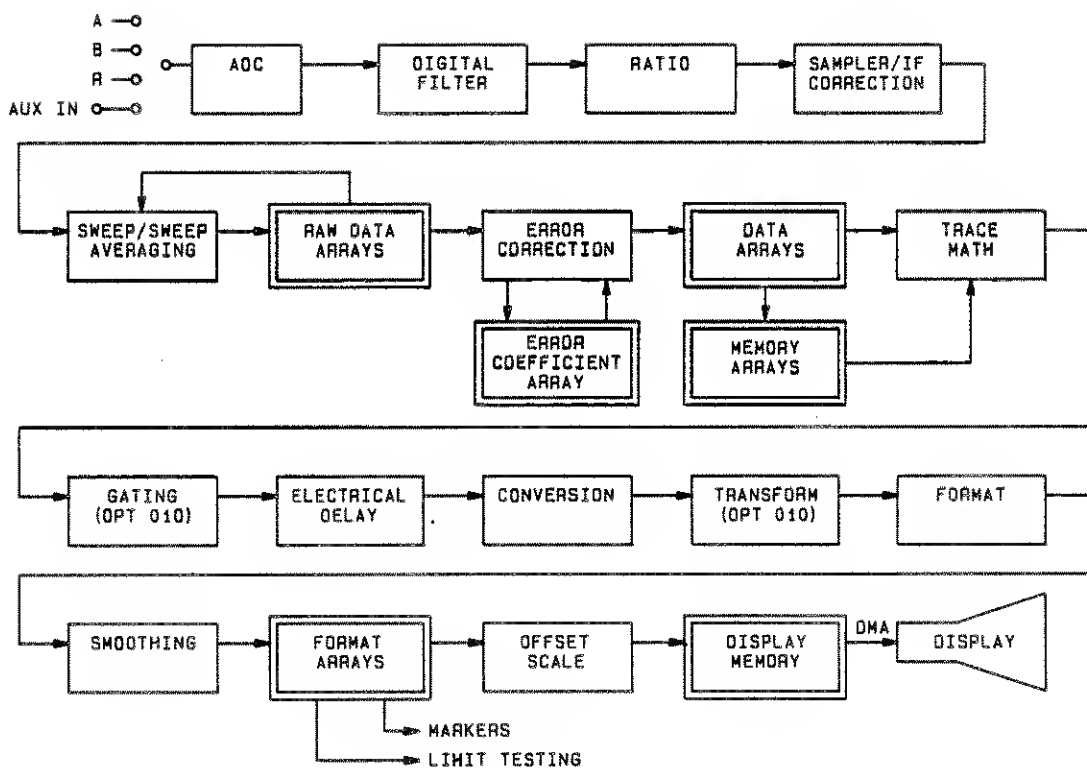 A
B
R
AUX IN
ADC
DIGITAL
FILTER
RATIO
SAMPLER/IF
CORRECTION
SWEEP/SWEEP
AVERAGING
RAW DATA
ARRAYS
ERROR
CORRECTION
DATA
ARRAYS
TRACE
MATH
ERROR
COEFFICIENT
ARRAY
MEMORY
ARRAYS
GATING
(OPT 010)
ELECTRICAL
DELAY
CONVERSION
TRANSFORM
(OPT 010)
FORMAT
SMOOTHING
FORMAT
ARRAYS
OFFSET
SCALE
DISPLAY
MEMORY
DMA
DISPLAY
MARKERS
LIMIT TESTING